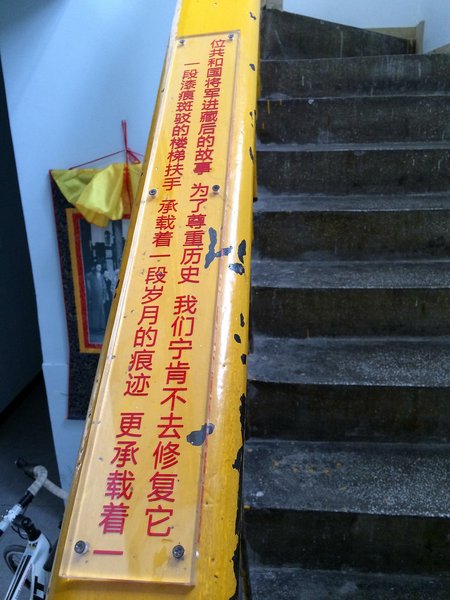 一段漆痕斑驳的楼梯扶手 承载着一段岁月的痕迹 更承载着一
位共和国将军进藏后的故事 为了尊重历史 我们宁肯不去修复它